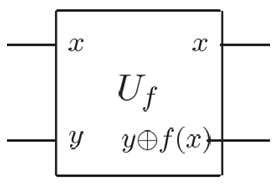 x x
U_f
y y⊕f(x)